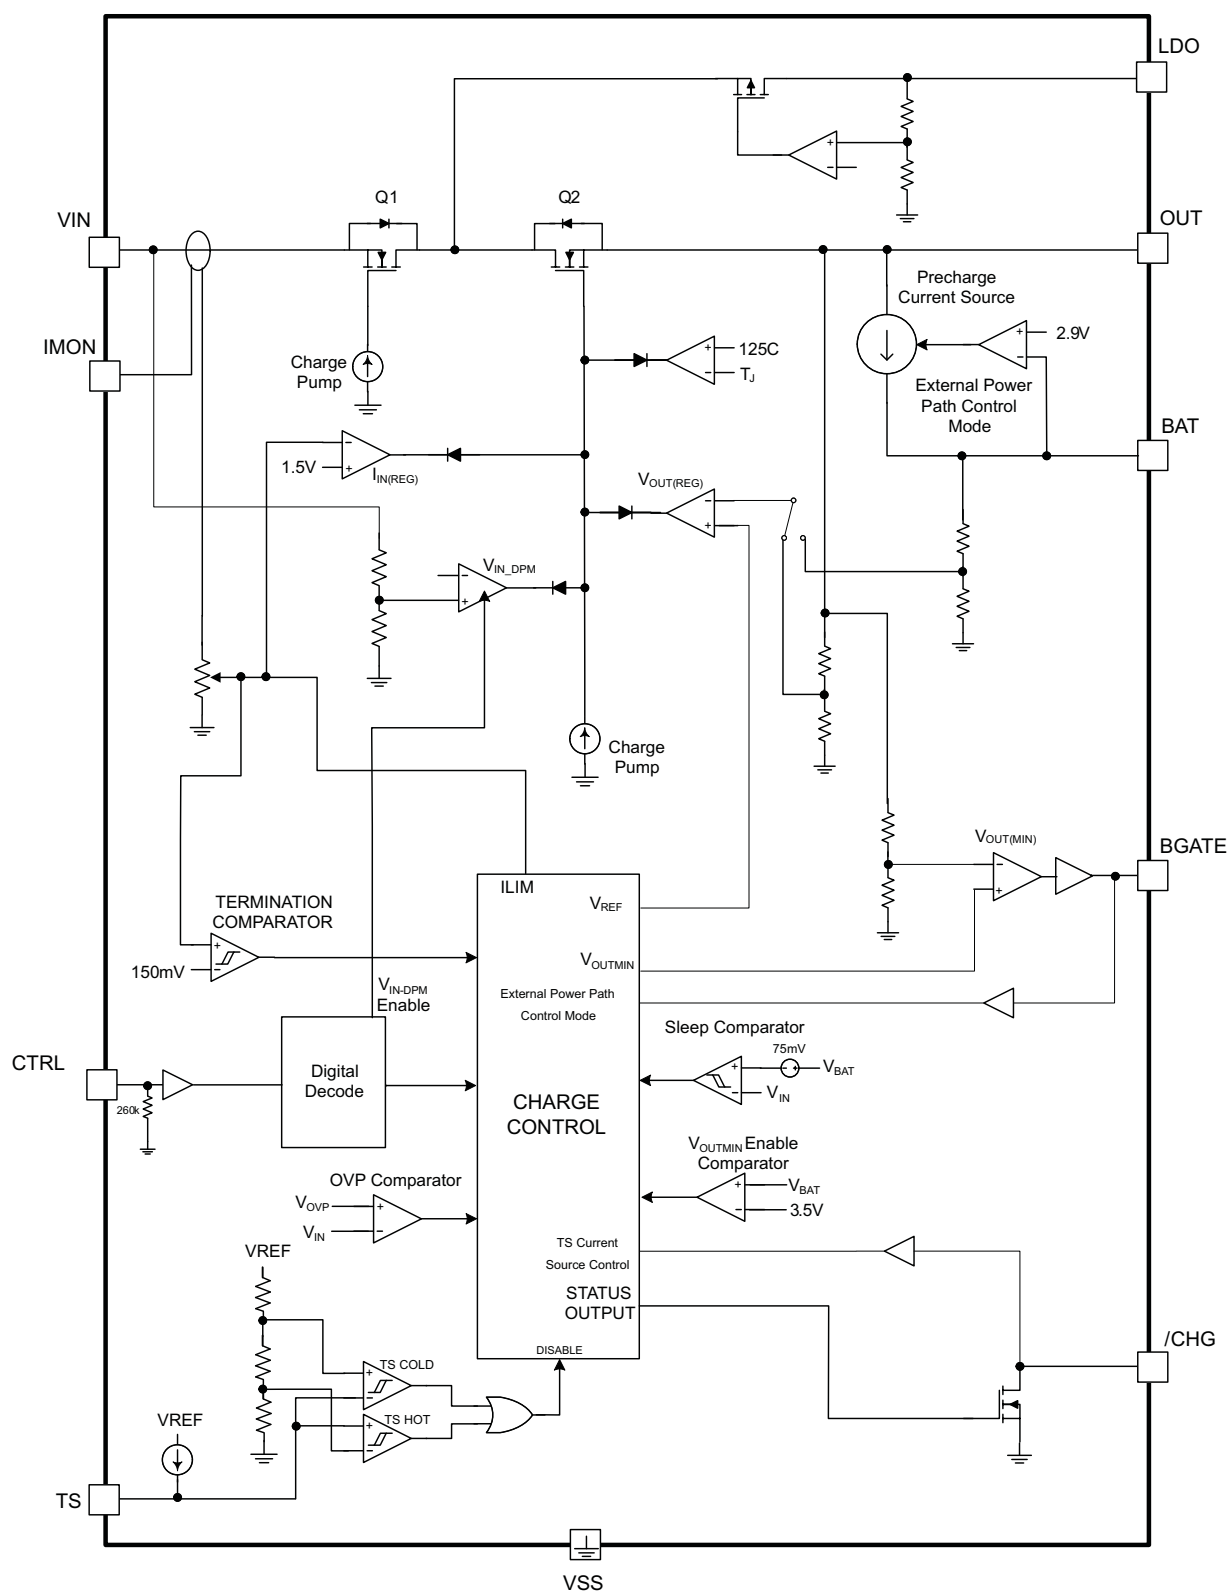 LDO
Q1
Q2
VIN
OUT
Precharge
Current Source
+
−
2.9V
+
−
IMON
Charge
Pump
+
−
125C
TJ
External Power
Path Control
Mode
BAT
−
+
1.5V
IIN(REG)
VOUT(REG)
−
+
VIN_DPM
−
+
Charge
Pump
VOUT(MIN)
−
+
BGATE
ILIM
VREF
TERMINATION
COMPARATOR
+
−
150mV
VOUTMIN
VIN-DPM
Enable
External Power Path
Control Mode
Sleep Comparator
75mV
+
−
- +
VBAT
VIN
CTRL
260k
Digital
Decode
CHARGE
CONTROL
VOUTMIN Enable
Comparator
+
−
VBAT
3.5V
OVP Comparator
VOVP
VIN
+
−
TS Current
Source Control
VREF
STATUS
OUTPUT
/CHG
DISABLE
TS COLD
+
−
TS HOT
+
−
VREF
TS
VSS